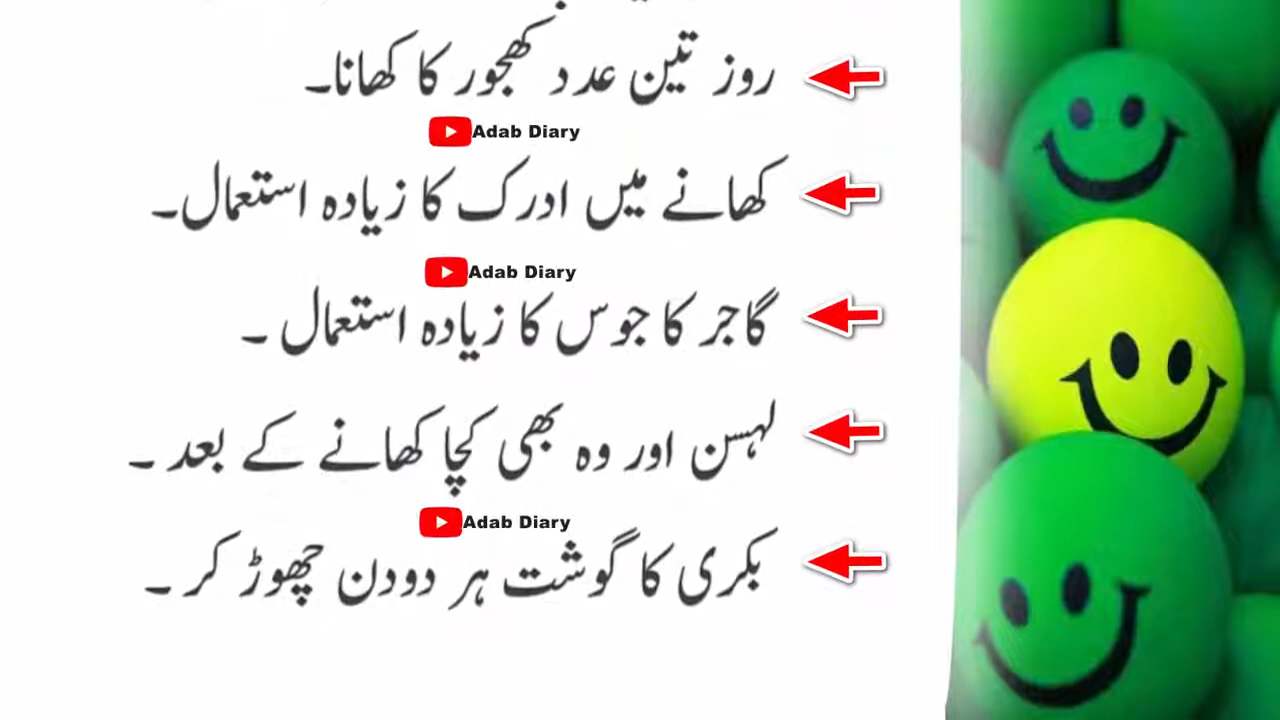 روز تین عدد کھجور کا کھانا۔
Adab Diary
کھانے میں ادرک کا زیادہ استعمال۔
Adab Diary
گاجر کا جوس کا زیادہ استعمال ۔
لہسن اور وہ بھی کچا کھانے کے بعد ۔
Adab Diary
بکری کا گوشت ہر دودن چھوڑ کر ۔